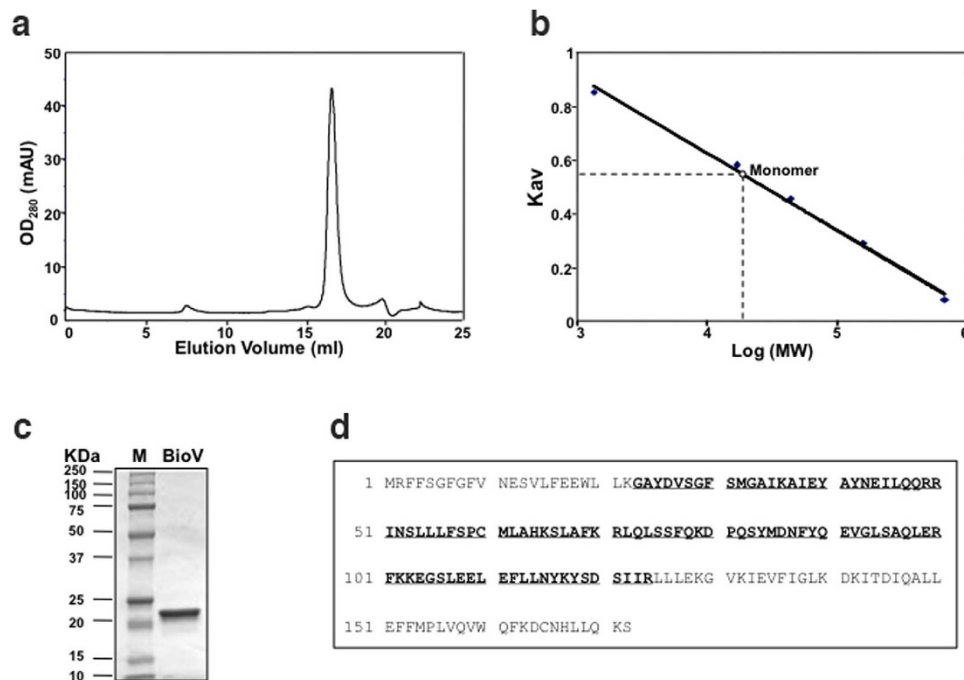 a
50
40
30
20
10
0
OD280 (mAU)
0 5 10 15 20 25
Elution Volume (ml)
b
1
0.8
0.6
0.4
0.2
0
Kav
Monomer
3 4 5 6
Log (MW)
c
KDa M BioV
250
150
100
75
50
37
25
20
15
10
d
1 MRFFSGFGFV NESVLFEEWL LKGAYDVSGF SMGAIKAIEY AYNEILQQRR
51 INSLLLFSPC MLAHKSLAFK RLQLSSFQKD PQSYMDNFYQ EVGLSAQLER
101 FKKEGSLEEL EFLLNYKYSD SIIRLLLEKG VKIEVFIGLK DKITDIQALL
151 EFFMPLVQVW QFKDCNHLLQ KS